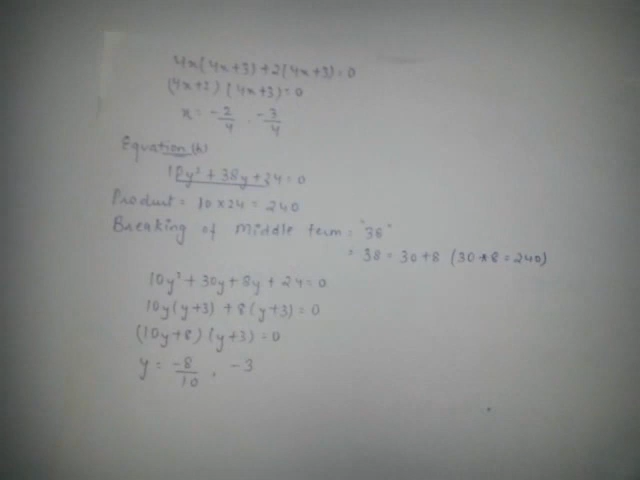 4x(4x+3)+2(4x+3)=0
(4x+2)(4x+3)=0
x = -2/4, -3/4
Equation (b)
10y² + 38y + 24 = 0
Product = 10×24 = 240
Breaking of Middle term = "38"
= 38 = 30+8 (30*8=240)
10y² + 30y + 8y + 24 = 0
10y(y+3) + 8(y+3) = 0
(10y+8)(y+3) = 0
y = -8/10, -3